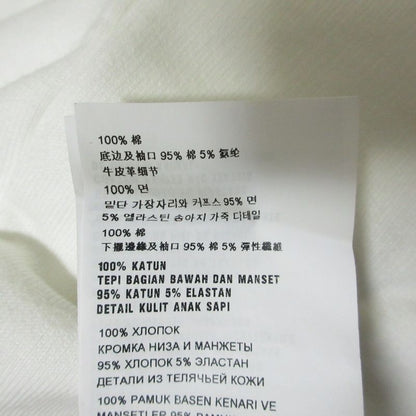 100% 棉
底边及袖口 95% 棉 5% 氨纶
牛皮革细节
100% 면
밑단 가장자리와 커프스 95% 면
5% 엘라스틴 송아지 가죽 디테일
100% 棉
下擺邊緣及袖口 95% 棉 5% 彈性纖維
100% KATUN
TEPI BAGIAN BAWAH DAN MANSET
95% KATUN 5% ELASTAN
DETAIL KULIT ANAK SAPI
100% ХЛОПОК
КРОМКА НИЗА И МАНЖЕТЫ
95% ХЛОПОК 5% ЭЛАСТАН
ДЕТАЛИ ИЗ ТЕЛЯЧЬЕЙ КОЖИ
100% PAMUK BASEN KENARI VE
MANSETLER 95% PAMUK